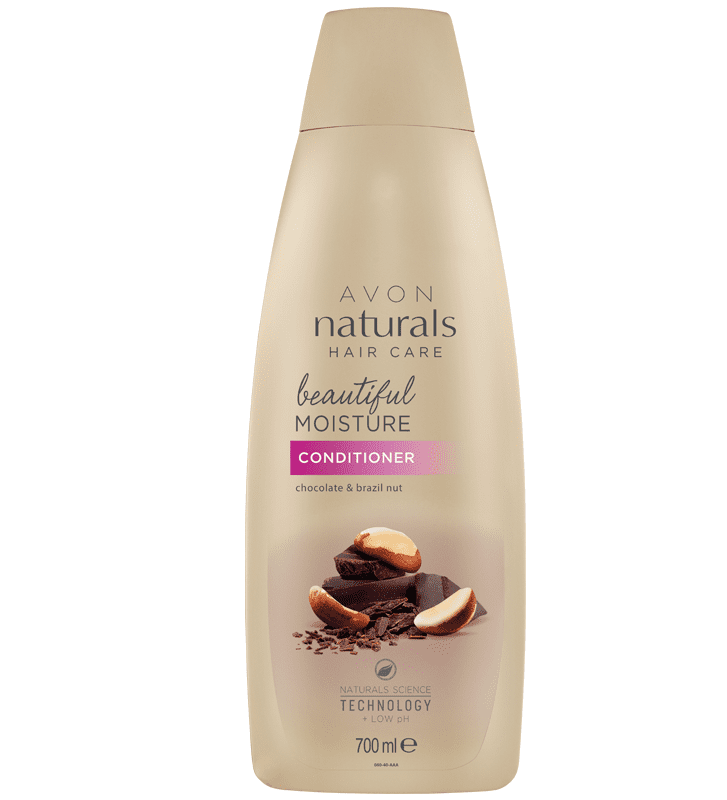 AVON
naturals
HAIR CARE
beautiful
MOISTURE
CONDITIONER
chocolate & brazil nut
NATURALS SCIENCE
TECHNOLOGY
+ LOW pH
700 ml ℮